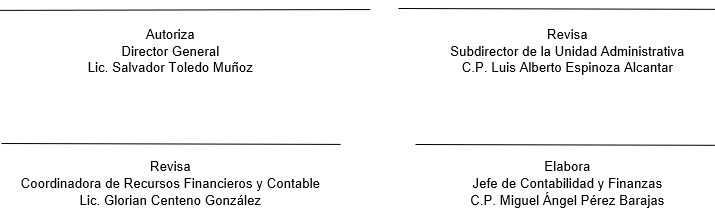 Autoriza
Director General
Lic. Salvador Toledo Muñoz
Revisa
Subdirector de la Unidad Administrativa
C.P. Luis Alberto Espinoza Alcantar
Revisa
Coordinadora de Recursos Financieros y Contable
Lic. Glorian Centeno González
Elabora
Jefe de Contabilidad y Finanzas
C.P. Miguel Ángel Pérez Barajas